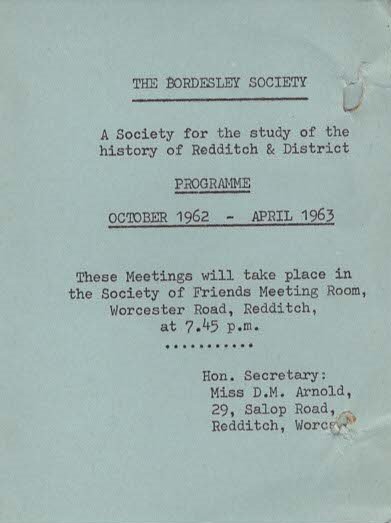 THE BORDESLEY SOCIETY
A Society for the study of the
history of Redditch & District
PROGRAMME
OCTOBER 1962 - APRIL 1963
These Meetings will take place in
the Society of Friends Meeting Room,
Worcester Road, Redditch,
at 7.45 p.m.
...........
Hon. Secretary:
Miss D.M. Arnold,
29, Salop Road,
Redditch,